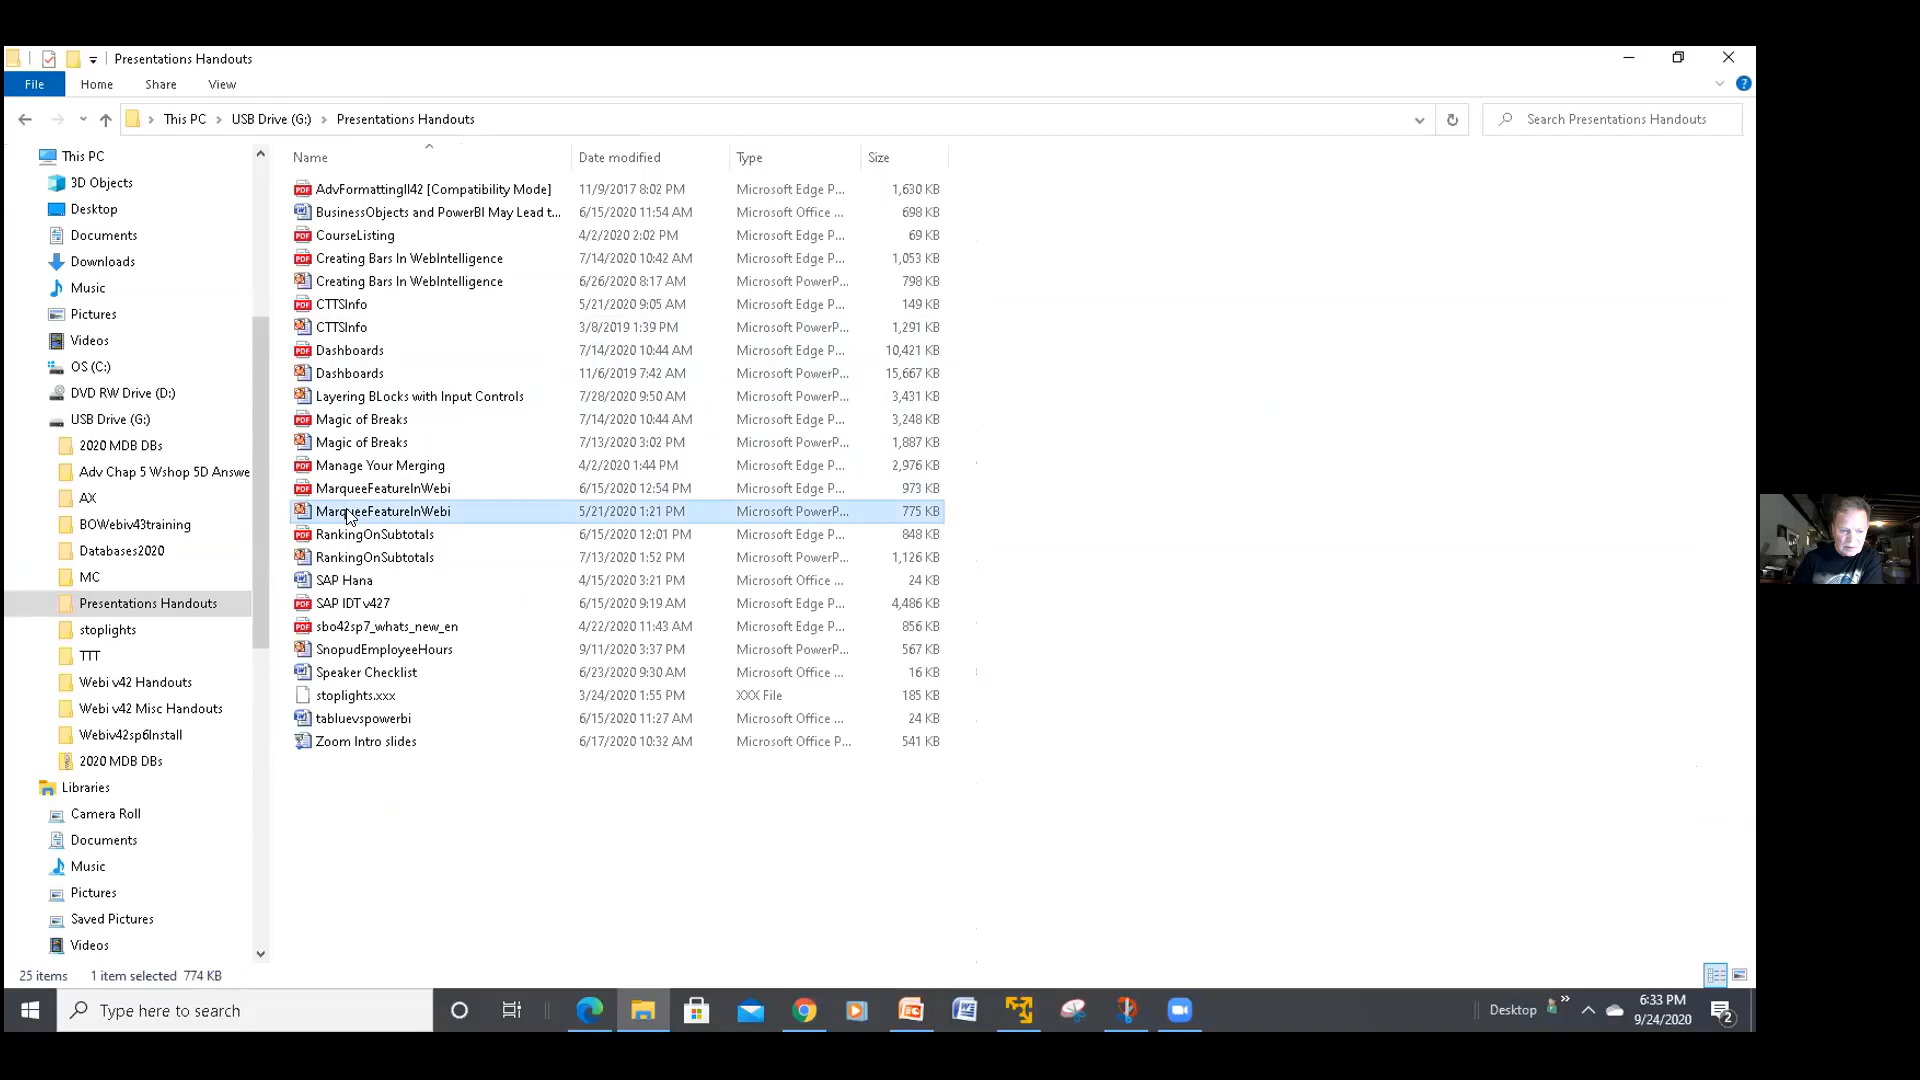 Presentations Handouts
File Home Share View
This PC USB Drive (G:) Presentations Handouts Search Presentations Handouts
This PC
3D Objects
Desktop
Documents
Downloads
Music
Pictures
Videos
OS (C:)
DVD RW Drive (D:)
USB Drive (G:)
2020 MDB DBs
Adv Chap 5 Wshop 5D Answe
AX
BOWebiv43training
Databases2020
MC
Presentations Handouts
stoplights
TTT
Webi v42 Handouts
Webi v42 Misc Handouts
Webiv42sp6Install
2020 MDB DBs
Libraries
Camera Roll
Documents
Music
Pictures
Saved Pictures
Videos
Name Date modified Type Size
AdvFormattingII42 [Compatibility Mode] 11/9/2017 8:02 PM Microsoft Edge P... 1,630 KB
BusinessObjects and PowerBI May Lead t... 6/15/2020 11:54 AM Microsoft Office ... 698 KB
CourseListing 4/2/2020 2:02 PM Microsoft Edge P... 69 KB
Creating Bars In WebIntelligence 7/14/2020 10:42 AM Microsoft Edge P... 1,053 KB
Creating Bars In WebIntelligence 6/26/2020 8:17 AM Microsoft PowerP... 798 KB
CTTSInfo 5/21/2020 9:05 AM Microsoft Edge P... 149 KB
CTTSInfo 3/8/2019 1:39 PM Microsoft PowerP... 1,291 KB
Dashboards 7/14/2020 10:44 AM Microsoft Edge P... 10,421 KB
Dashboards 11/6/2019 7:42 AM Microsoft PowerP... 15,667 KB
Layering BLocks with Input Controls 7/28/2020 9:50 AM Microsoft PowerP... 3,431 KB
Magic of Breaks 7/14/2020 10:44 AM Microsoft Edge P... 3,248 KB
Magic of Breaks 7/13/2020 3:02 PM Microsoft PowerP... 1,887 KB
Manage Your Merging 4/2/2020 1:44 PM Microsoft Edge P... 2,976 KB
MarqueeFeatureInWebi 6/15/2020 12:54 PM Microsoft Edge P... 973 KB
MarqueeFeatureInWebi 5/21/2020 1:21 PM Microsoft PowerP... 775 KB
RankingOnSubtotals 6/15/2020 12:01 PM Microsoft Edge P... 848 KB
RankingOnSubtotals 7/13/2020 1:52 PM Microsoft PowerP... 1,126 KB
SAP Hana 4/15/2020 3:21 PM Microsoft Office ... 24 KB
SAP IDT v427 6/15/2020 9:19 AM Microsoft Edge P... 4,486 KB
sbo42sp7_whats_new_en 4/22/2020 11:43 AM Microsoft Edge P... 856 KB
SnopudEmployeeHours 9/11/2020 3:37 PM Microsoft PowerP... 567 KB
Speaker Checklist 6/23/2020 9:30 AM Microsoft Office ... 16 KB
stoplights.xxx 3/24/2020 1:55 PM XXX File 185 KB
tabluevspowerbi 6/15/2020 11:27 AM Microsoft Office ... 24 KB
Zoom Intro slides 6/17/2020 10:32 AM Microsoft Office P... 541 KB
25 items 1 item selected 774 KB
Type here to search
Desktop
6:33 PM
9/24/2020
2